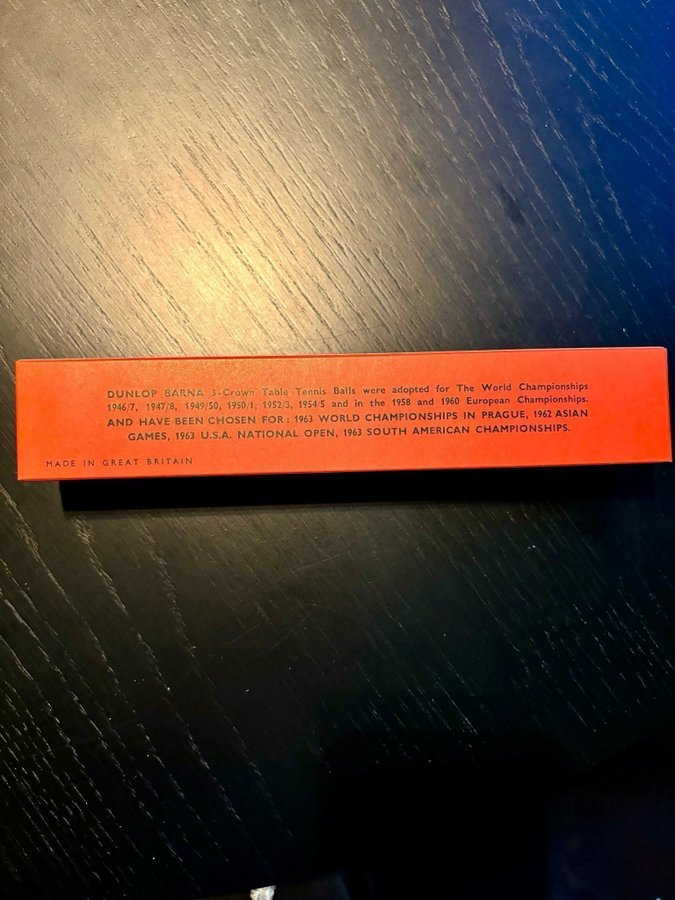 DUNLOP BARNA 3-Crown Table Tennis Balls were adopted for The World Championships
1946/7, 1947/8, 1949/50, 1950/1, 1952/3, 1954/5 and in the 1958 and 1960 European Championships.
AND HAVE BEEN CHOSEN FOR : 1963 WORLD CHAMPIONSHIPS IN PRAGUE, 1962 ASIAN
GAMES, 1963 U.S.A. NATIONAL OPEN, 1963 SOUTH AMERICAN CHAMPIONSHIPS.
MADE IN GREAT BRITAIN